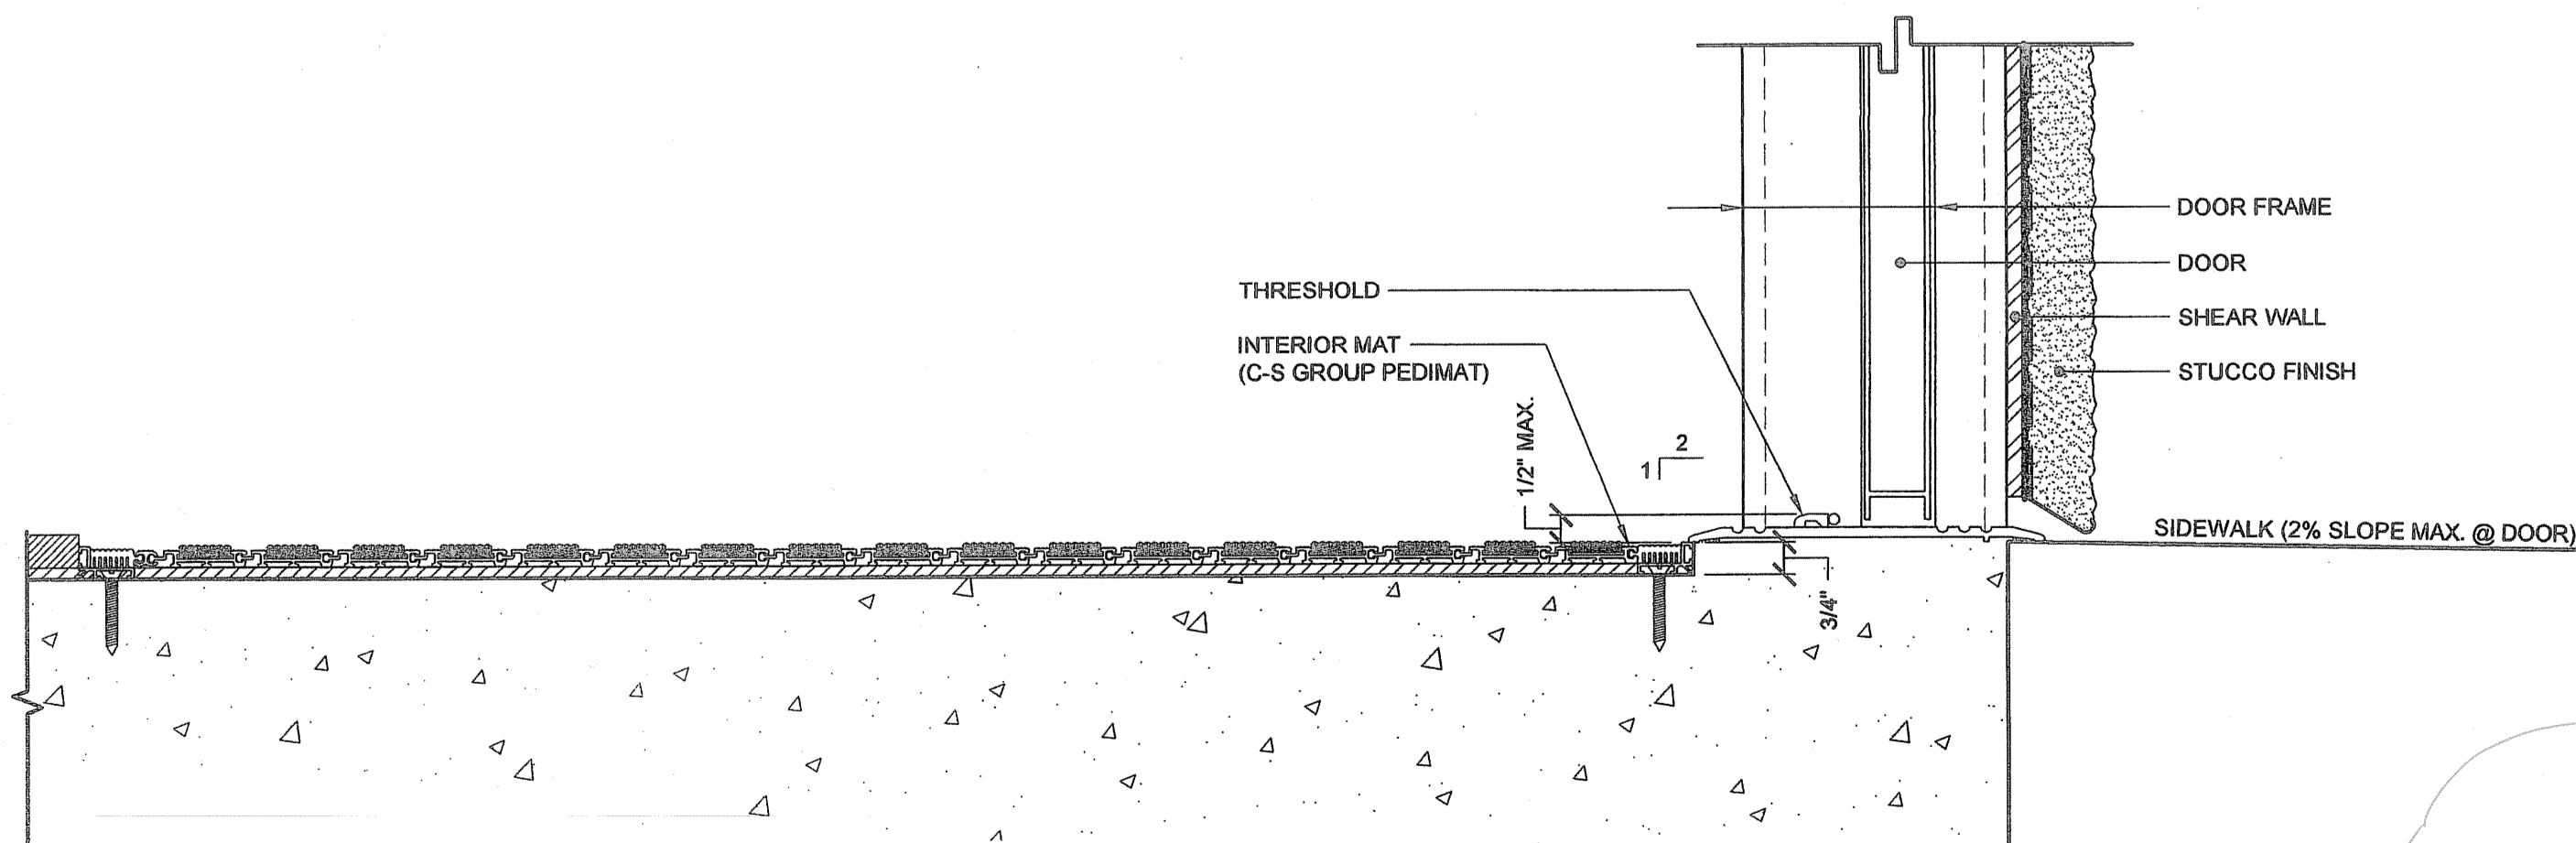 DOOR FRAME
DOOR
SHEAR WALL
STUCCO FINISH
THRESHOLD
INTERIOR MAT
(C-S GROUP PEDIMAT)
1/2" MAX.
1
2
SIDEWALK (2% SLOPE MAX. @ DOOR)
3/4"